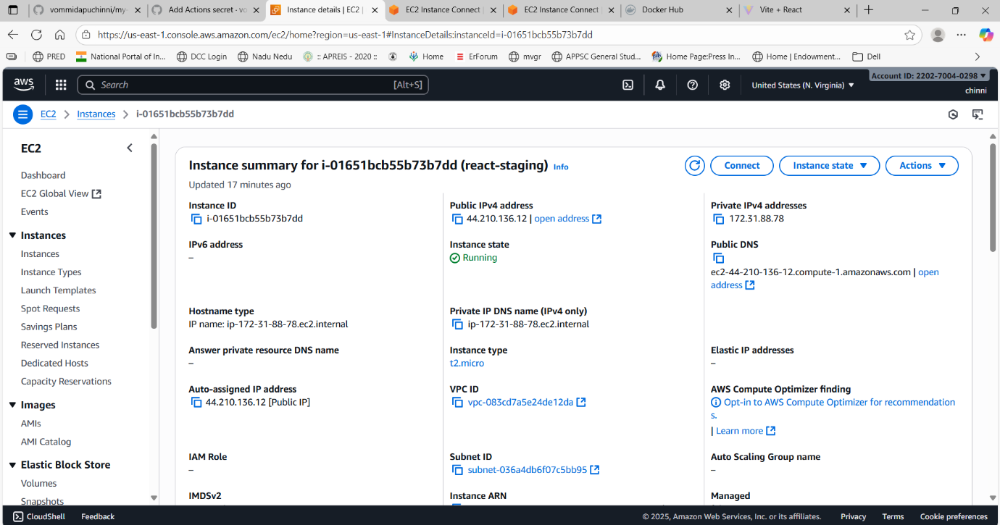 vommidapuchinni/my-
Add Actions secret · vo
Instance details | EC2 |
EC2 Instance Connect
EC2 Instance Connect
Docker Hub
Vite + React
https://us-east-1.console.aws.amazon.com/ec2/home?region=us-east-1#InstanceDetails:instanceId=i-01651bcb55b73b7dd
PRED
National Portal of In...
DCC Login
Nadu Nedu
:: APREIS - 2020 ::
Home
ErForum
mvgr
APPSC General Stud...
Home Page:Press In...
Home | Endowment...
Dell
aws
Search
[Alt+S]
United States (N. Virginia)
Account ID: 2202-7004-0298
chinni
EC2
Instances
i-01651bcb55b73b7dd
EC2
Dashboard
EC2 Global View
Events
Instances
Instances
Instance Types
Launch Templates
Spot Requests
Savings Plans
Reserved Instances
Dedicated Hosts
Capacity Reservations
Images
AMIs
AMI Catalog
Elastic Block Store
Volumes
Snapshots
Instance summary for i-01651bcb55b73b7dd (react-staging) Info
Updated 17 minutes ago
Connect
Instance state
Actions
Instance ID
i-01651bcb55b73b7dd
Public IPv4 address
44.210.136.12 | open address
Private IPv4 addresses
172.31.88.78
IPv6 address
–
Instance state
Running
Public DNS
ec2-44-210-136-12.compute-1.amazonaws.com | open
address
Hostname type
IP name: ip-172-31-88-78.ec2.internal
Private IP DNS name (IPv4 only)
ip-172-31-88-78.ec2.internal
Answer private resource DNS name
–
Instance type
t2.micro
Elastic IP addresses
–
Auto-assigned IP address
44.210.136.12 [Public IP]
VPC ID
vpc-083cd7a5e24de12da
AWS Compute Optimizer finding
Opt-in to AWS Compute Optimizer for recommendation
s.
| Learn more
IAM Role
–
Subnet ID
subnet-036a4db6f07c5bb95
Auto Scaling Group name
–
IMDSv2
Instance ARN
Managed
CloudShell
Feedback
© 2025, Amazon Web Services, Inc. or its affiliates.
Privacy
Terms
Cookie preferences